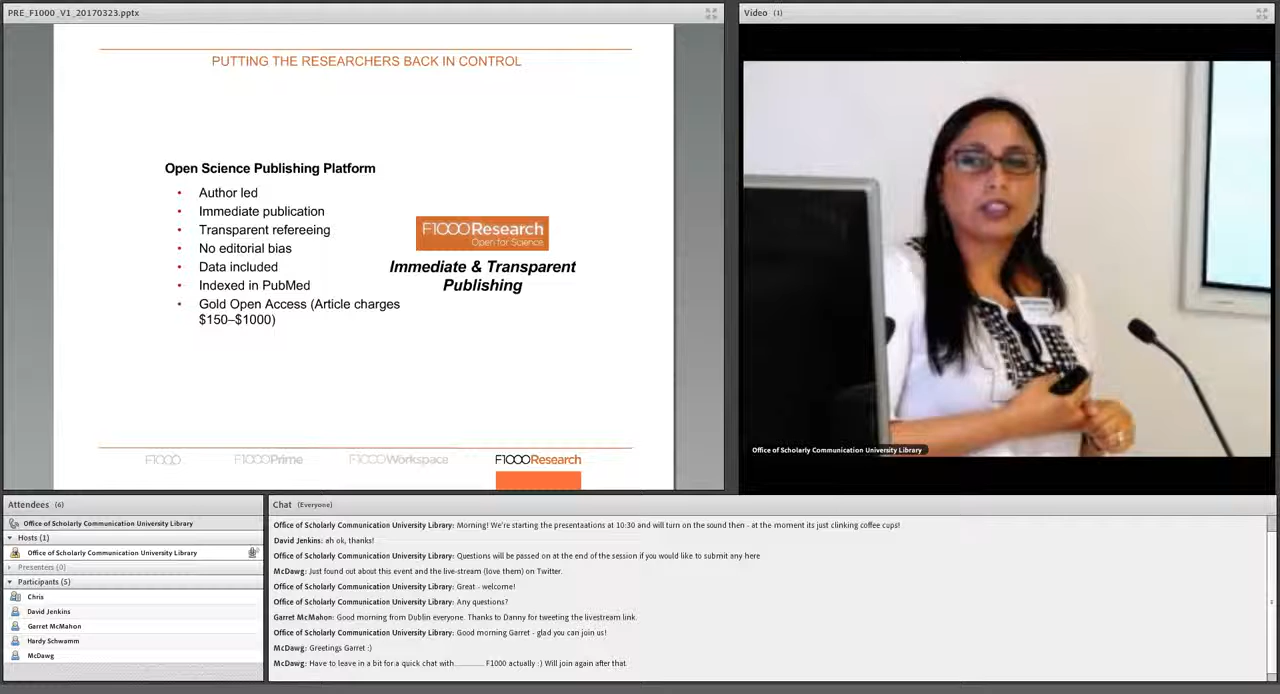 PRE_F1000_V1_20170323.pptx
PUTTING THE RESEARCHERS BACK IN CONTROL
Open Science Publishing Platform
• Author led
• Immediate publication
• Transparent refereeing
• No editorial bias
• Data included
• Indexed in PubMed
• Gold Open Access (Article charges
$150–$1000)
F1000Research
Open for Science
Immediate & Transparent
Publishing
F1000
F1000Prime
F1000Workspace
F1000Research
Video (1)
Office of Scholarly Communication University Library
Attendees (6)
Office of Scholarly Communication University Library
Hosts (1)
Office of Scholarly Communication University Library
Presenters (0)
Participants (5)
Chris
David Jenkins
Garret McMahon
Hardy Schwamm
McDawg
Chat (Everyone)
Office of Scholarly Communication University Library: Morning! We're starting the presentaations at 10:30 and will turn on the sound then - at the moment its just clinking coffee cups!
David Jenkins: ah ok, thanks!
Office of Scholarly Communication University Library: Questions will be passed on at the end of the session if you would like to submit any here
McDawg: Just found out about this event and the live-stream (love them) on Twitter.
Office of Scholarly Communication University Library: Great - welcome!
Office of Scholarly Communication University Library: Any questions?
Garret McMahon: Good morning from Dublin everyone. Thanks to Danny for tweeting the livestream link.
Office of Scholarly Communication University Library: Good morning Garret - glad you can join us!
McDawg: Greetings Garret :)
McDawg: Have to leave in a bit for a quick chat with............ F1000 actually :) Will join again after that.